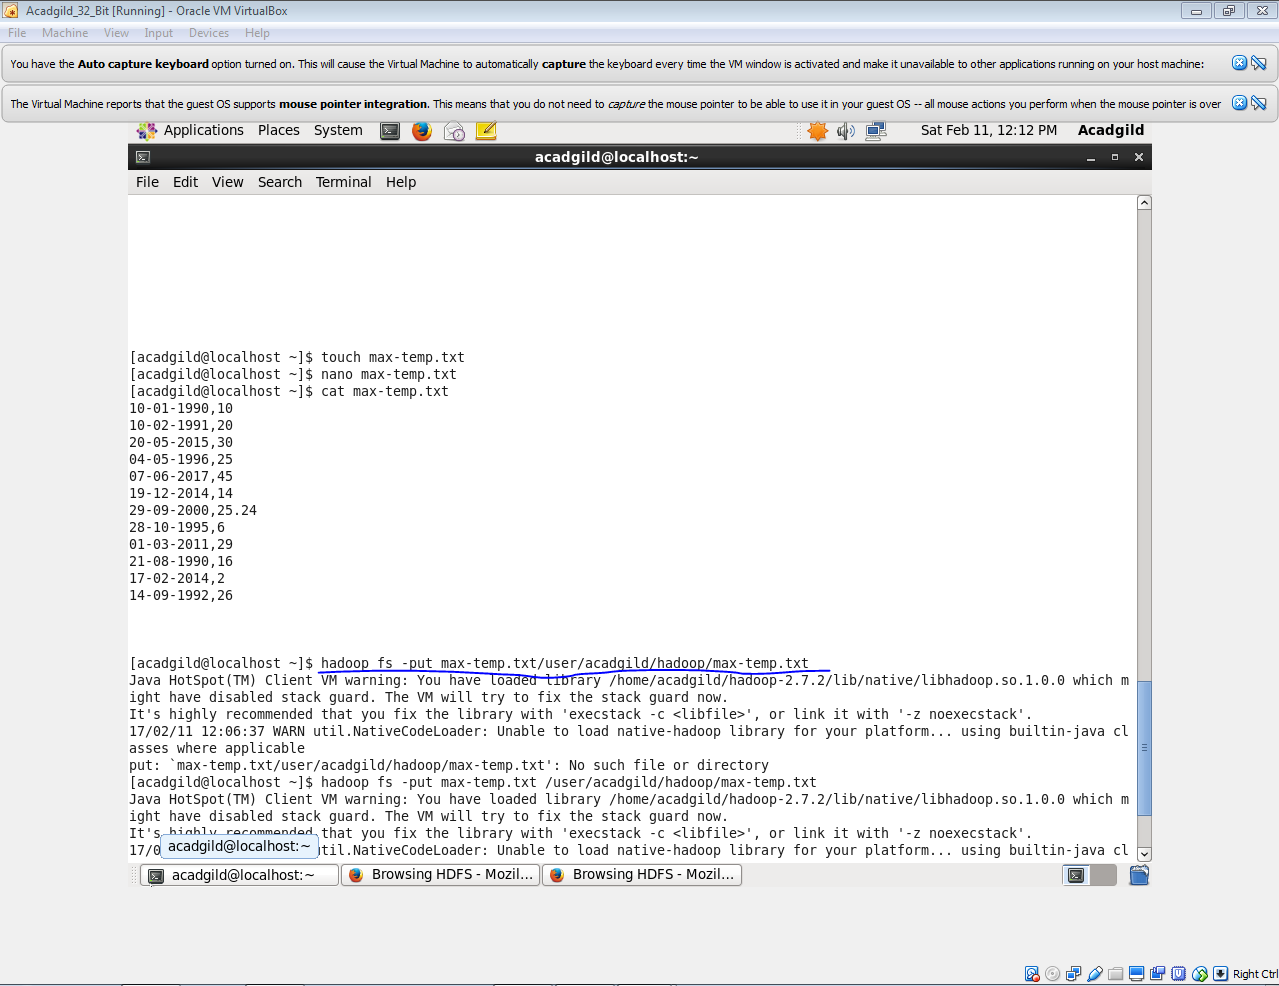 Acadgild_32_Bit [Running] - Oracle VM VirtualBox
File Machine View Input Devices Help
You have the Auto capture keyboard option turned on. This will cause the Virtual Machine to automatically capture the keyboard every time the VM window is activated and make it unavailable to other applications running on your host machine:
The Virtual Machine reports that the guest OS supports mouse pointer integration. This means that you do not need to capture the mouse pointer to be able to use it in your guest OS -- all mouse actions you perform when the mouse pointer is over
Applications Places System Sat Feb 11, 12:12 PM Acadgild
acadgild@localhost:~
File Edit View Search Terminal Help
[acadgild@localhost ~]$ touch max-temp.txt
[acadgild@localhost ~]$ nano max-temp.txt
[acadgild@localhost ~]$ cat max-temp.txt
10-01-1990,10
10-02-1991,20
20-05-2015,30
04-05-1996,25
07-06-2017,45
19-12-2014,14
29-09-2000,25.24
28-10-1995,6
01-03-2011,29
21-08-1990,16
17-02-2014,2
14-09-1992,26
[acadgild@localhost ~]$ hadoop fs -put max-temp.txt/user/acadgild/hadoop/max-temp.txt
Java HotSpot(TM) Client VM warning: You have loaded library /home/acadgild/hadoop-2.7.2/lib/native/libhadoop.so.1.0.0 which m
ight have disabled stack guard. The VM will try to fix the stack guard now.
It's highly recommended that you fix the library with 'execstack -c <libfile>', or link it with '-z noexecstack'.
17/02/11 12:06:37 WARN util.NativeCodeLoader: Unable to load native-hadoop library for your platform... using builtin-java cl
asses where applicable
put: `max-temp.txt/user/acadgild/hadoop/max-temp.txt': No such file or directory
[acadgild@localhost ~]$ hadoop fs -put max-temp.txt /user/acadgild/hadoop/max-temp.txt
Java HotSpot(TM) Client VM warning: You have loaded library /home/acadgild/hadoop-2.7.2/lib/native/libhadoop.so.1.0.0 which m
ight have disabled stack guard. The VM will try to fix the stack guard now.
It's highly recommended that you fix the library with 'execstack -c <libfile>', or link it with '-z noexecstack'.
17/0 util.NativeCodeLoader: Unable to load native-hadoop library for your platform... using builtin-java cl
acadgild@localhost:~
acadgild@localhost:~ Browsing HDFS - Mozil... Browsing HDFS - Mozil...
Right Ctrl